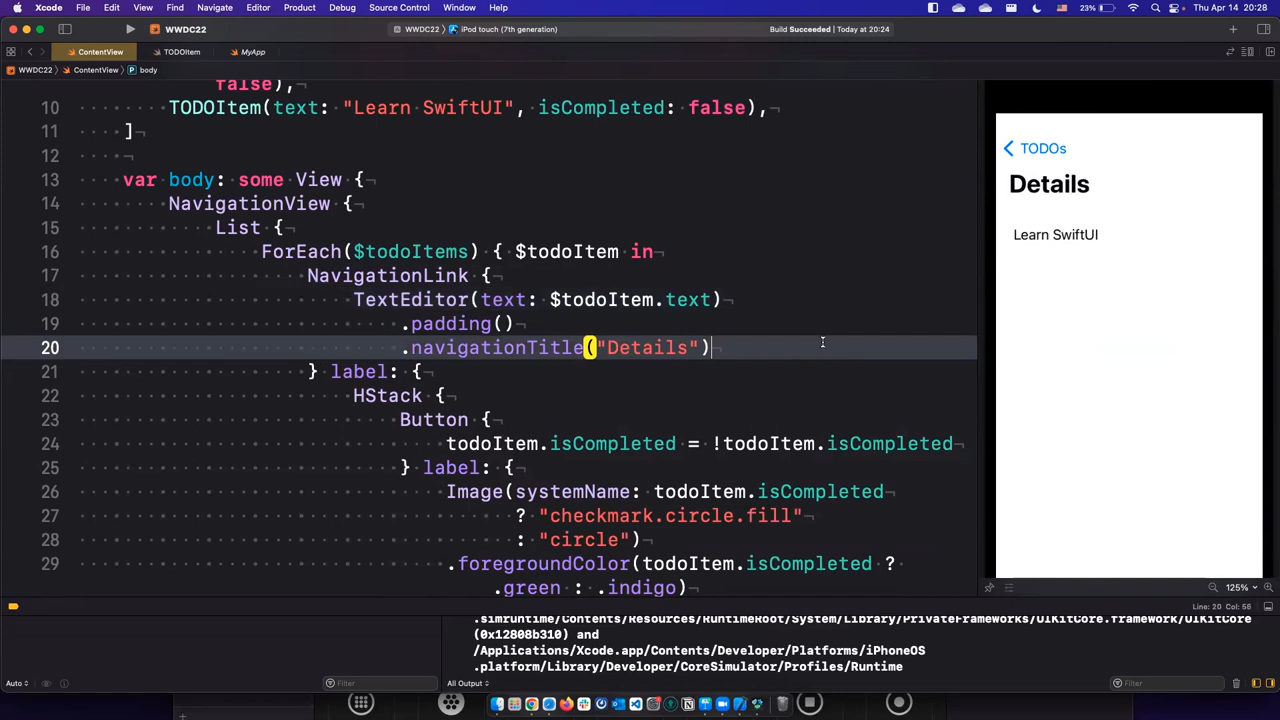 Xcode File Edit View Find Navigate Editor Product Debug Source Control Window Help 23% Thu Apr 14 20:28
WWDC22 WWDC22 〉 iPod touch (7th generation) Build Succeeded | Today at 20:24
ContentView TODOItem MyApp
WWDC22 〉 ContentView 〉 P body
false),¬
10 TODOItem(text: "Learn SwiftUI", isCompleted: false),¬
11 ]¬
12 ¬
13 var body: some View {¬
14 NavigationView {¬
15 List {¬
16 ForEach($todoItems) { $todoItem in¬
17 NavigationLink {¬
18 TextEditor(text: $todoItem.text)¬
19 .padding()¬
20 .navigationTitle("Details")¬
21 } label: {¬
22 HStack {¬
23 Button {¬
24 todoItem.isCompleted = !todoItem.isCompleted¬
25 } label: {¬
26 Image(systemName: todoItem.isCompleted¬
27 ? "checkmark.circle.fill"¬
28 : "circle")¬
29 .foregroundColor(todoItem.isCompleted ?
.green : .indigo)¬
TODOs
Details
Learn SwiftUI
125%
Line: 20 Col: 56
.simruntime/Contents/Resources/RuntimeRoot/System/Library/PrivateFrameworks/UIKitCore.framework/UIKitCore
(0x12808b310) and
/Applications/Xcode.app/Contents/Developer/Platforms/iPhoneOS
.platform/Library/Developer/CoreSimulator/Profiles/Runtime
Auto Filter All Output Filter